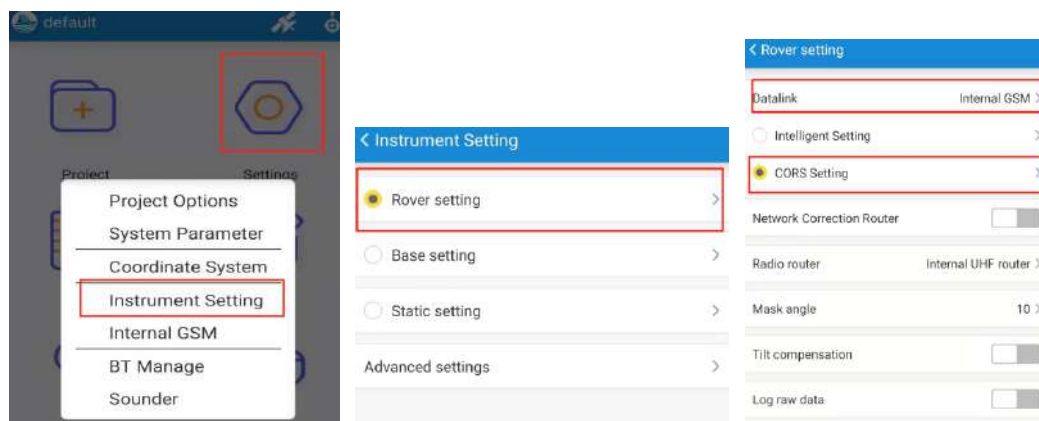 default
Project
Settings
Project Options
System Parameter
Coordinate System
Instrument Setting
Internal GSM
BT Manage
Sounder
< Instrument Setting
Rover setting >
Base setting >
Static setting >
Advanced settings >
< Rover setting
Datalink Internal GSM >
Intelligent Setting >
CORS Setting >
Network Correction Router
Radio router Internal UHF router >
Mask angle 10 >
Tilt compensation
Log raw data